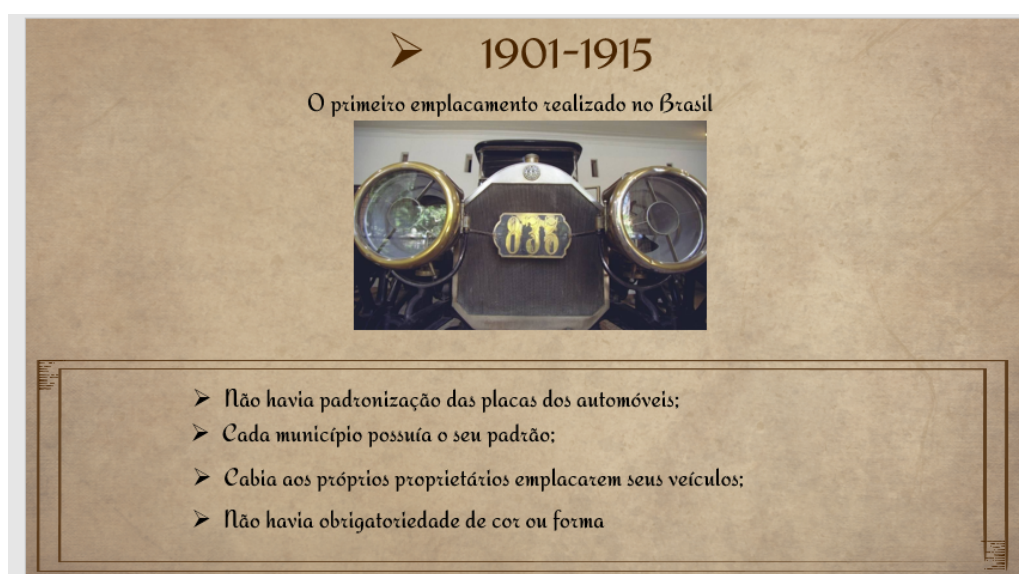 1901-1915
O primeiro emplacamento realizado no Brasil
Não havia padronização das placas dos automóveis;
Cada município possuía o seu padrão;
Cabia aos próprios proprietários emplacarem seus veículos;
Não havia obrigatoriedade de cor ou forma